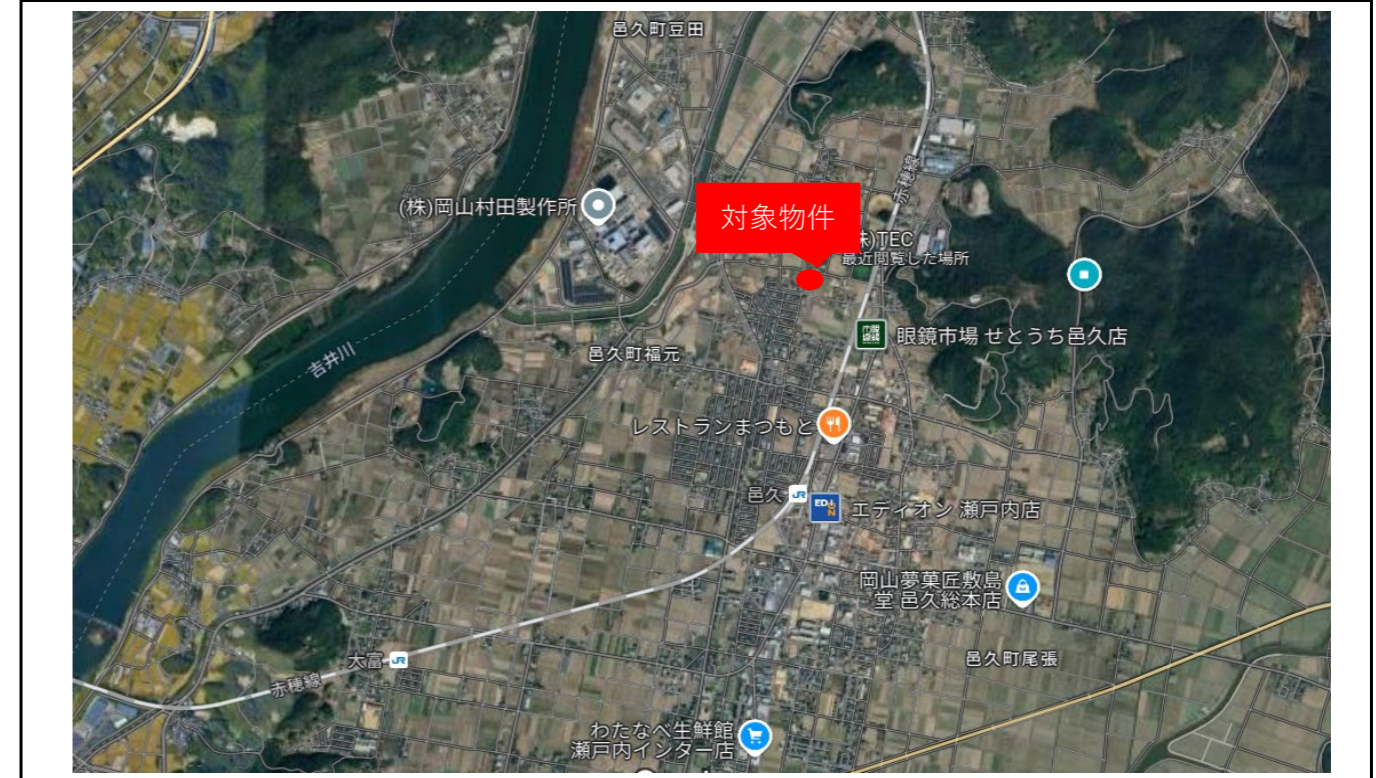 邑久町豆田
赤穂線
(株)岡山村田製作所
対象物件
株)TEC
最近閲覧した場所
眼鏡市場 せとうち邑久店
吉井川
邑久町福元
レストランまつもと
邑久
エディオン 瀬戸内店
岡山夢菓匠敷島
堂 邑久総本店
大富
邑久町尾張
赤穂線
わたなべ生鮮館
瀬戸内インター店